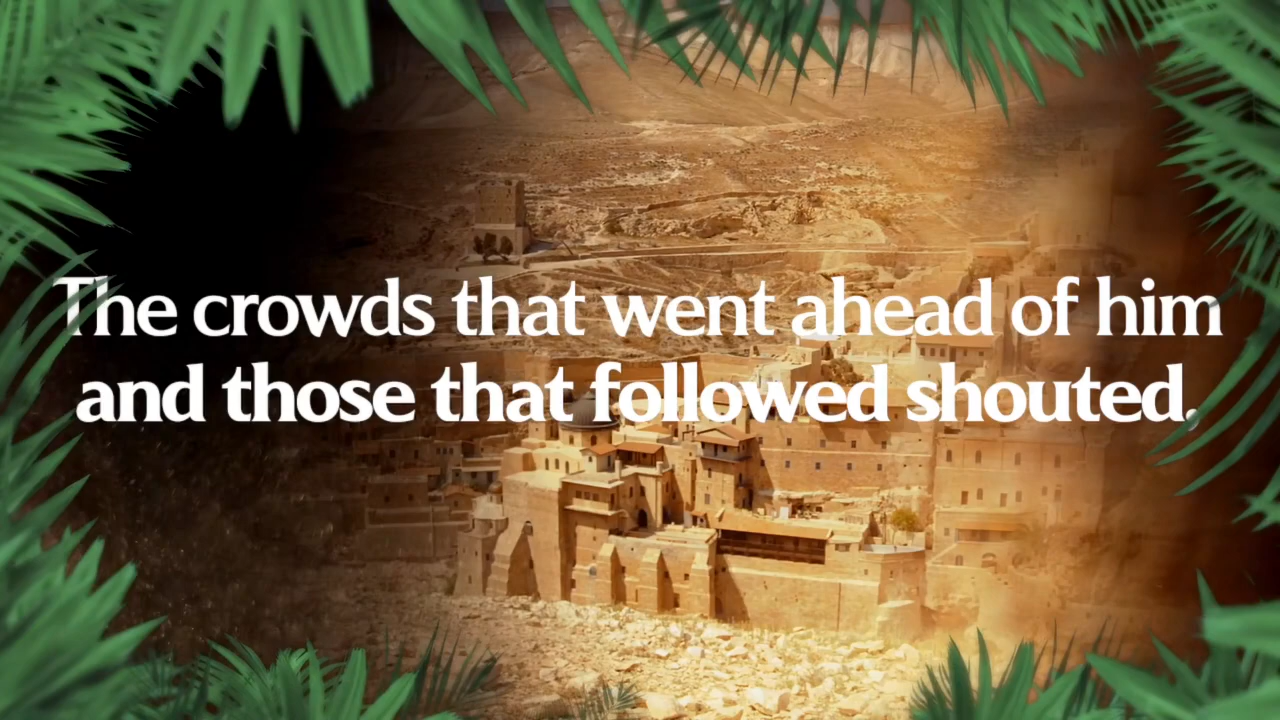 The crowds that went ahead of him
and those that followed shouted,